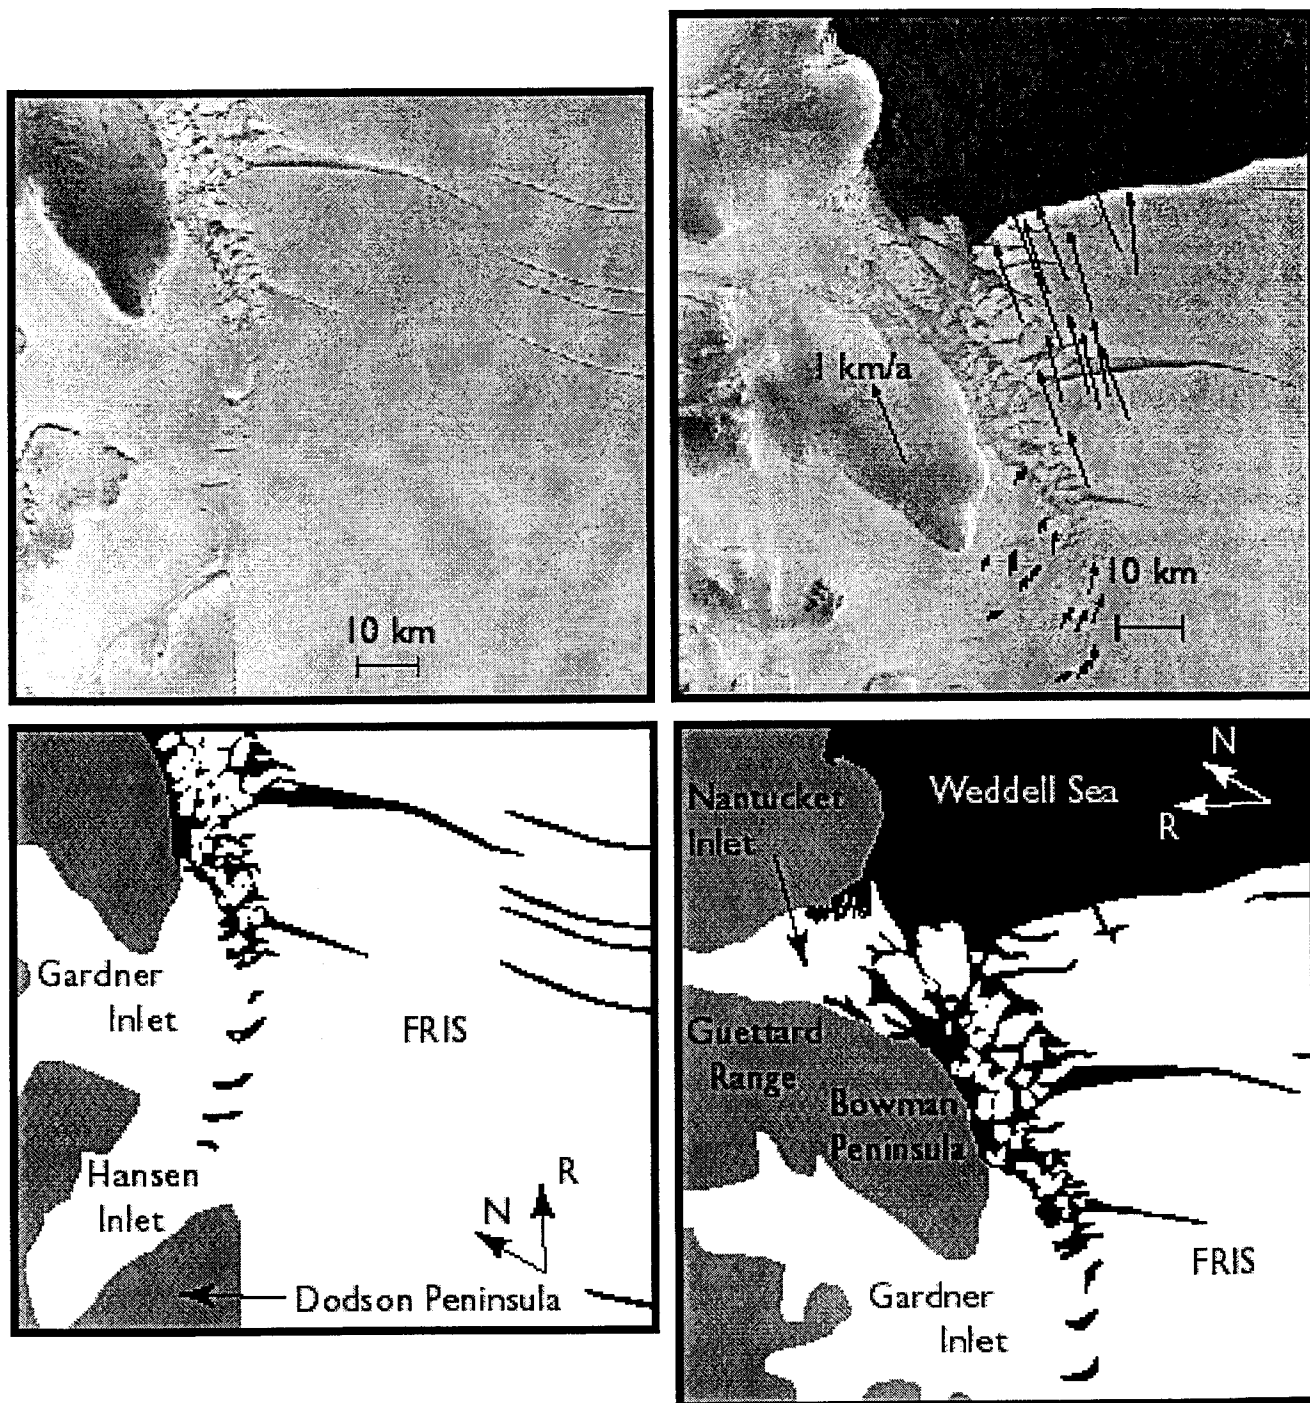 10 km
1 km/a
10 km
Gardner
Inlet
FRIS
Hansen
Inlet
R
N
Dodson Peninsula
N
Weddell Sea
R
Nantucket
Inlet
Guettard
Range
Bowman
Peninsula
FRIS
Gardner
Inlet